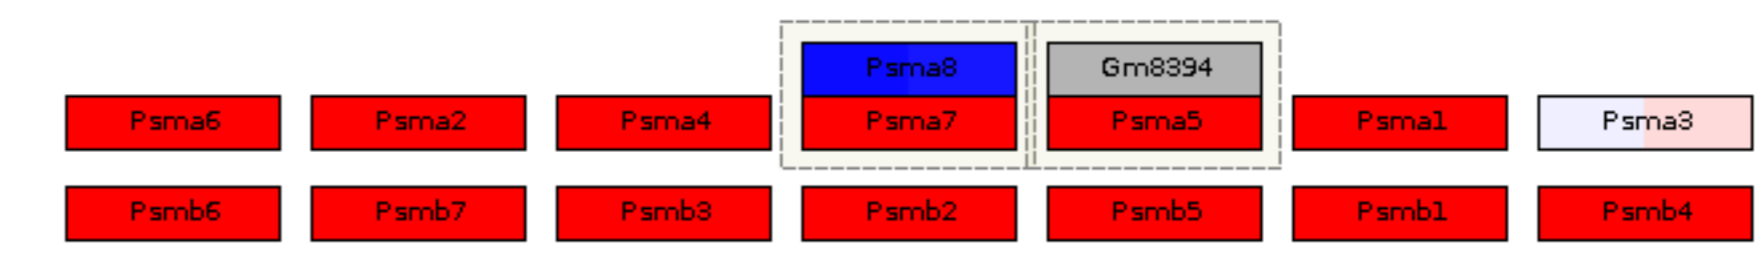 Psma8 Gm8394
Psma6 Psma2 Psma4 Psma7 Psma5 Psma1 Psma3
Psmb6 Psmb7 Psmb3 Psmb2 Psmb5 Psmb1 Psmb4